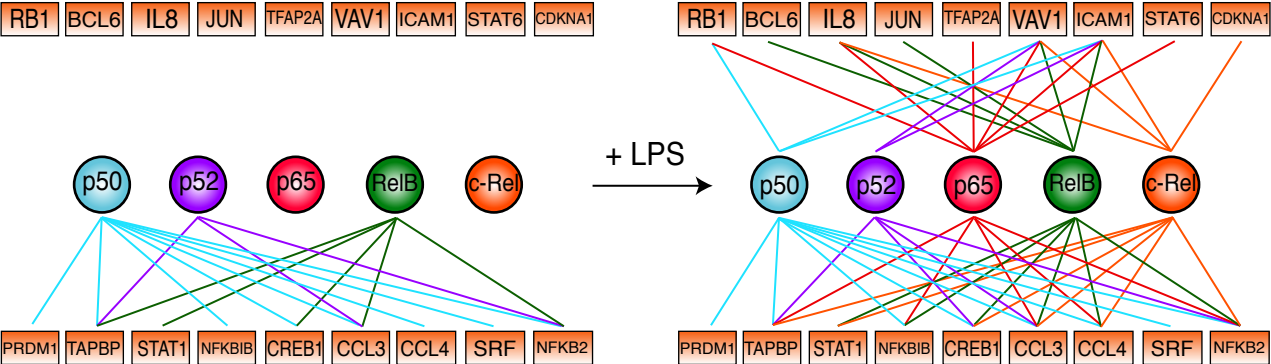 RB1 BCL6 IL8 JUN TFAP2A VAV1 ICAM1 STAT6 CDKNA1
p50 p52 p65 RelB c-Rel
PRDM1 TAPBP STAT1 NFKBIB CREB1 CCL3 CCL4 SRF NFKB2
+ LPS
RB1 BCL6 IL8 JUN TFAP2A VAV1 ICAM1 STAT6 CDKNA1
p50 p52 p65 RelB c-Rel
PRDM1 TAPBP STAT1 NFKBIB CREB1 CCL3 CCL4 SRF NFKB2